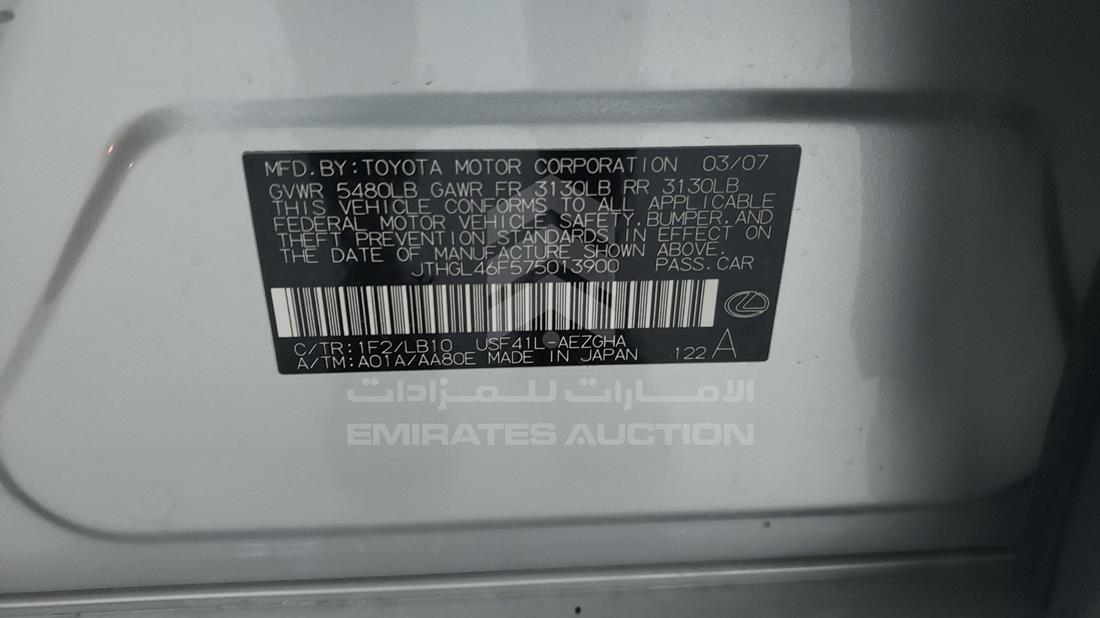 MFD.BY:TOYOTA MOTOR CORPORATION 03/07
GVWR 5480LB GAWR FR 3130LB RR 3130LB
THIS VEHICLE CONFORMS TO ALL APPLICABLE
FEDERAL MOTOR VEHICLE SAFETY,BUMPER,AND
THEFT PREVENTION STANDARDS IN EFFECT ON
THE DATE OF MANUFACTURE SHOWN ABOVE.
JTHGL46F575013900 PASS.CAR
C/TR:1F2/LB10 USF41L-AEZGHA
A/TM:A01A/AA80E MADE IN JAPAN 122 A
الإمارات للمزادات
EMIRATES AUCTION